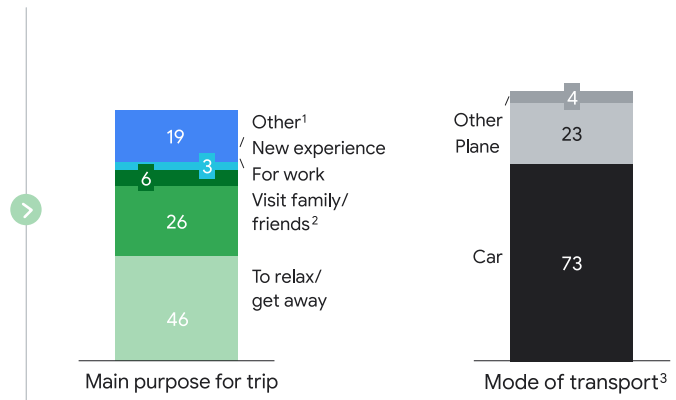 19
3
6
26
46
Other¹
New experience
For work
Visit family/
friends²
To relax/
get away
Main purpose for trip
4
23
73
Other
Plane
Car
Mode of transport³